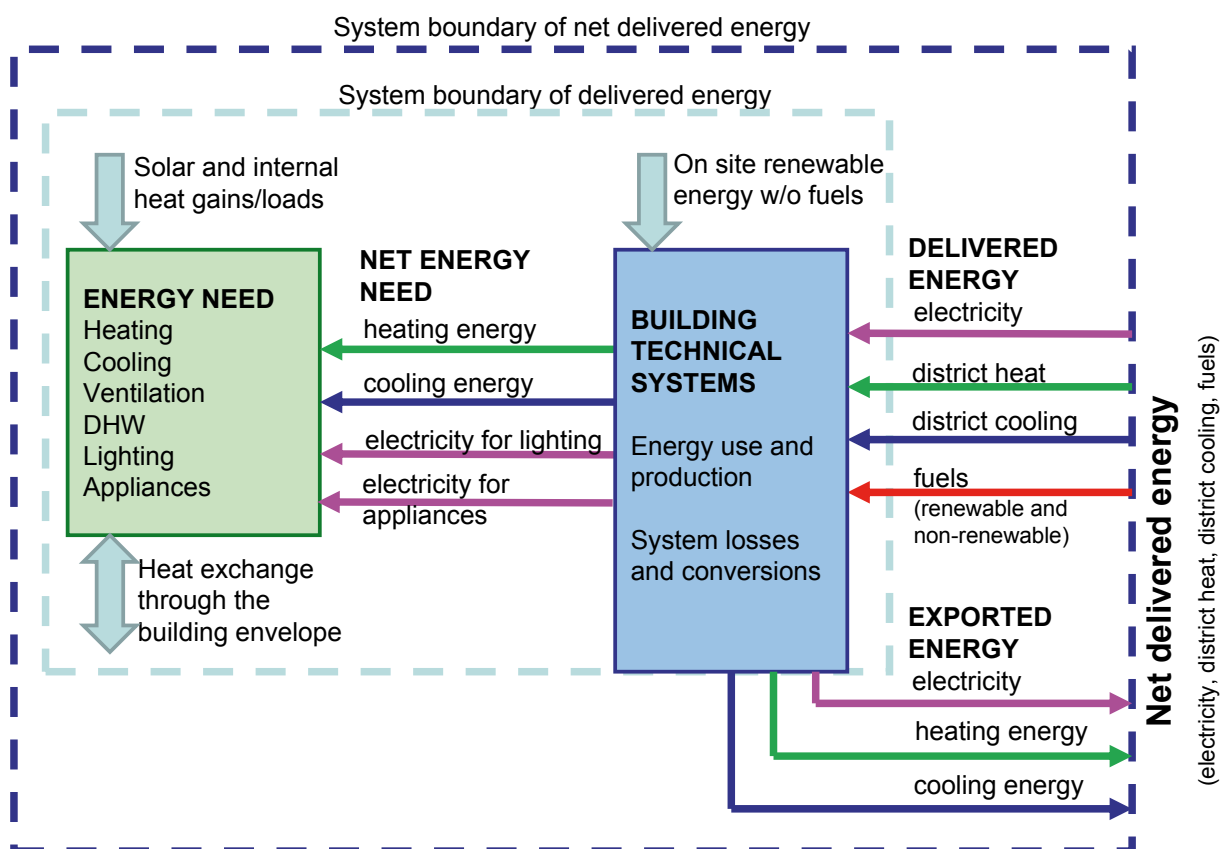 System boundary of net delivered energy
System boundary of delivered energy
Solar and internal
heat gains/loads
On site renewable
energy w/o fuels
ENERGY NEED
Heating
Cooling
Ventilation
DHW
Lighting
Appliances
NET ENERGY
NEED
heating energy
cooling energy
electricity for lighting
electricity for
appliances
BUILDING
TECHNICAL
SYSTEMS
Energy use and
production
System losses
and conversions
DELIVERED
ENERGY
electricity
district heat
district cooling
fuels
(renewable and
non-renewable)
Heat exchange
through the
building envelope
EXPORTED
ENERGY
electricity
heating energy
cooling energy
Net delivered energy
(electricity, district heat, district cooling, fuels)